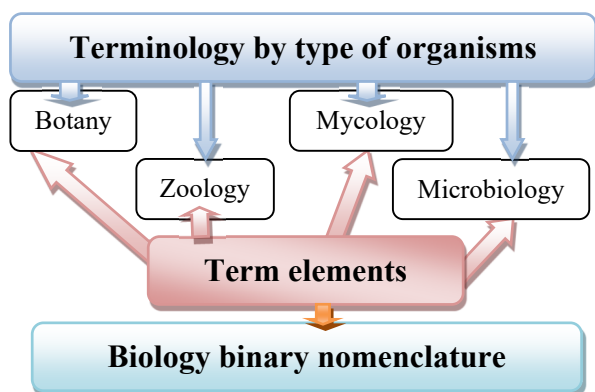 Terminology by type of organisms
Botany
Mycology
Zoology
Microbiology
Term elements
Biology binary nomenclature